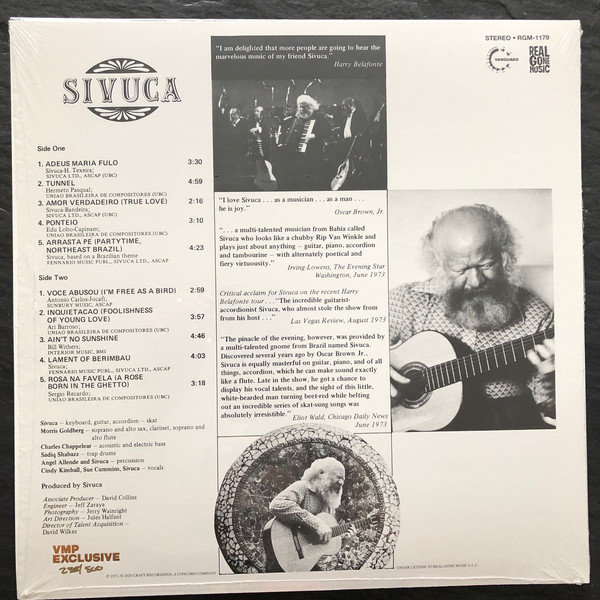 SIVUCA
Side One
1. ADEUS MARIA FULO 3:30
Sivuca-H. Texeira;
SIVUCA LTD., ASCAP (UBC)
2. TUNNEL 4:59
Hermeto Pasqual;
UNIAO BRASILEIRA DE COMPOSITORES (UBC)
3. AMOR VERDADEIRO (TRUE LOVE) 2:16
Sivuca-Bandeira;
SIVUCA LTD., ASCAP (UBC)
4. PONTEIO 3:10
Edu Lobo-Capinam;
UNIAO BRASILEIRA DE COMPOSITORES (UBC)
5. ARRASTA PE (PARTYTIME,
NORTHEAST BRAZIL) 4:23
Sivuca, based on a Brazilian theme
FENNARIO MUSIC PUBL., SIVUCA LTD., ASCAP
Side Two
1. VOCE ABUSOU (I'M FREE AS A BIRD) 2:59
Antonio Carlos-Jocafi;
SUNBURY MUSIC, ASCAP
2. INQUIETACAO (FOOLISHNESS
OF YOUNG LOVE) 3:57
Ari Barroso;
UNIAO BRASILEIRA DE COMPOSITORES (UBC)
3. AIN'T NO SUNSHINE 4:46
Bill Withers;
INTERIOR MUSIC, BMI
4. LAMENT OF BERIMBAU 4:03
Sivuca;
FENNARIO MUSIC PUBL., SIVUCA LTD., ASCAP
5. ROSA NA FAVELA (A ROSE
BORN IN THE GHETTO) 3:18
Sergio Recardo;
UNIAO BRASILEIRA DE COMPOSITORES (UBC)
Sivuca — keyboard, guitar, accordion — skat
Morris Goldberg — soprano and alto sax, clarinet, soprano and
alto flute
Charles Chappelear — acoustic and electric bass
Sadiq Shabazz — trap drums
Angel Allende and Sivuca — percussion
Cindy Kimball, Sue Cummins, Sivuca — vocals
Produced by Sivuca
Associate Producer — David Collins
Engineer — Jeff Zaraya
Photography — Jerry Wainright
Art Direction — Jules Halfant
Director of Talent Acquisition —
David Wilkes
VMP
EXCLUSIVE
"I am delighted that more people are going to hear the
marvelous music of my friend Sivuca."
Harry Belafonte
"I love Sivuca . . . as a musician . . . as a man . . .
he is joy."
Oscar Brown, Jr.
". . . a multi-talented musician from Bahia called
Sivuca who looks like a chubby Rip Van Winkle and
plays just about anything — guitar, piano, accordion
and tambourine — with alternately poetical and
fiery virtuousity."
Irving Lowens, The Evening Star
Washington, June 1973
Critical acclaim for Sivuca on the recent Harry
Belafonte tour . . . "The incredible guitarist-
accordionist Sivuca, who almost stole the show from
from his host . . ."
Las Vegas Review, August 1973
"The pinacle of the evening, however, was provided by
a multi-talented gnome from Brazil named Sivuca.
Discovered several years ago by Oscar Brown Jr.,
Sivuca is equally masterful on guitar, piano, and of all
things, accordion, which he can make sound exactly
like a flute. Late in the show, he got a chance to
display his vocal talents, and the sight of this little,
white-bearded man turning beet-red while belting
out an incredible series of skat-sung songs was
absolutely irresistible."
Eliot Wald, Chicago Daily News
June 1973
STEREO • RGM-1179
VANGUARD
REAL
GONE
MUSIC
℗ 1973, © 2020 CRAFT RECORDINGS, A CONCORD COMPANY
UNDER LICENSE TO REAL GONE MUSIC L.L.C.